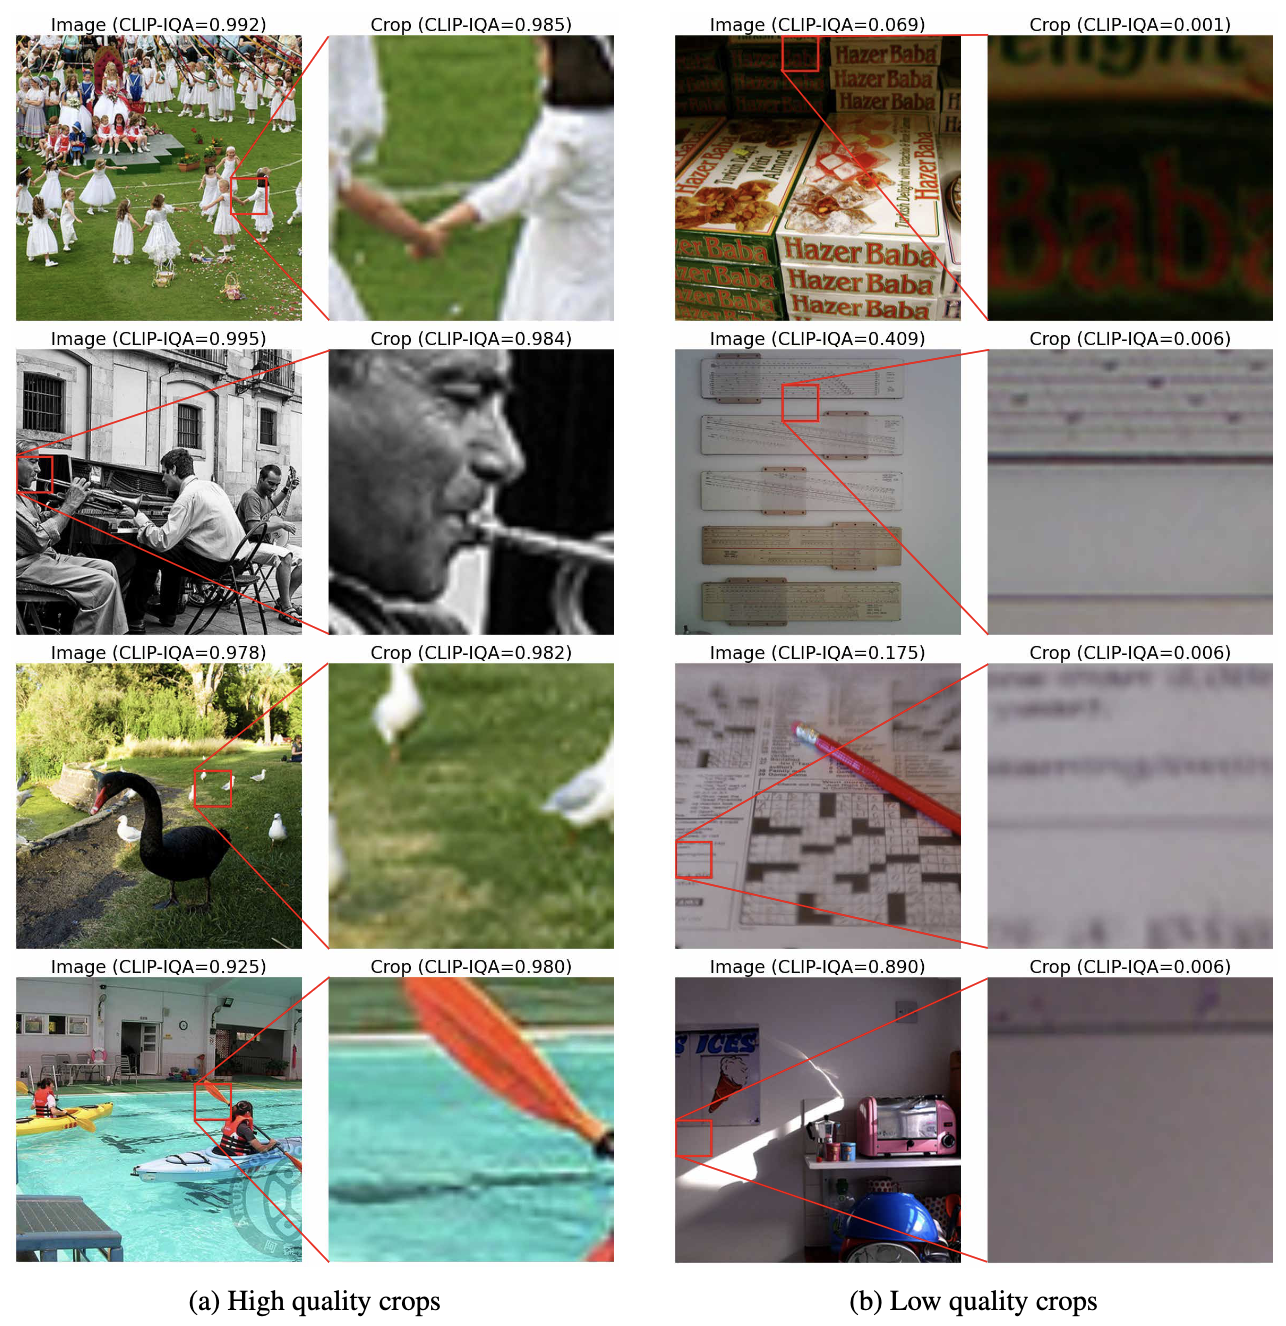 Image (CLIP-IQA=0.992) Crop (CLIP-IQA=0.985) Image (CLIP-IQA=0.069) Crop (CLIP-IQA=0.001)
Hazer Baba
Hazer Baba
Hazer Baba
Turkish Delight with
Almond
Hazer Baba
Hazer Baba
Hazer Baba
Hazer Baba
Hazer Baba
elight
Baba
Image (CLIP-IQA=0.995) Crop (CLIP-IQA=0.984) Image (CLIP-IQA=0.409) Crop (CLIP-IQA=0.006)
Image (CLIP-IQA=0.978) Crop (CLIP-IQA=0.982) Image (CLIP-IQA=0.175) Crop (CLIP-IQA=0.006)
Image (CLIP-IQA=0.925) Crop (CLIP-IQA=0.980) Image (CLIP-IQA=0.890) Crop (CLIP-IQA=0.006)
S ICES
(a) High quality crops (b) Low quality crops